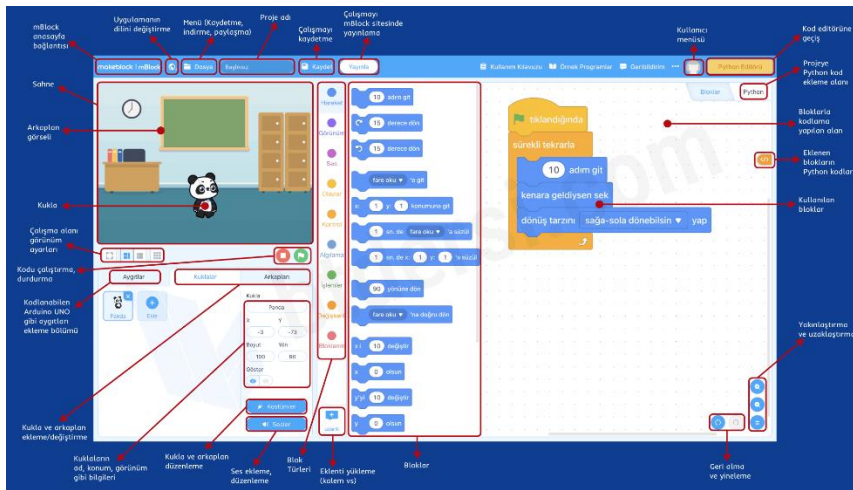 mBlock
anasayfa
bağlantısı
Uygulamanın
dilini değiştirme
Menü (Kaydetme,
indirme, paylaşma)
Proje adı
Çalışmayı
kaydetme
Çalışmayı
mBlock sitesinde
yayınlama
Kullanıcı
menüsü
Kod editörüne
geçiş
makeblock | mBlock
Dosya
Başlıksız
Kaydet
Yayınla
Kullanım Kılavuzu
Örnek Programlar
Geribildirim
Python Editörü
Sahne
Arkaplan
görseli
Kukla
Çalışma alanı
görünüm
ayarları
Kodu çalıştırma,
durdurma
Kodlanabilen
Arduino UNO
gibi aygıtları
ekleme bölümü
Kukla ve arkaplan
ekleme/değiştirme
Kuklaların
ad, konum, görünüm
gibi bilgileri
Aygıtlar
Kuklalar
Arkaplan
Panda
Ekle
Kukla
Panda
X
Y
-3
-73
Boyut
Yön
100
90
Göster
Kostümler
Sesler
Hareket
Görünüm
Ses
Olaylar
Kontrol
Algılama
İşlemler
Değişkenler
Bloklarım
uzantı
10 adım git
15 derece dön
15 derece dön
fare oku 'a git
x: 1 y: 1 konumuna git
1 sn. de fare oku 'a süzül
1 sn. de x: 1 y: 1 'a süzül
90 yönüne dön
fare oku 'na doğru dön
x'i 10 değiştir
x 0 olsun
y'yi 10 değiştir
y 0 olsun
Bloklar
Python
tıklandığında
sürekli tekrarla
10 adım git
kenara geldiysen sek
dönüş tarzını sağa-sola dönebilsin yap
Projeye
Python kod
ekleme alanı
Bloklarla
kodlama
yapılan alan
Eklenen
blokların
Python kodlar
Kullanılan
bloklar
Yakınlaştırma
ve uzaklaştırma
Kukla ve arkaplan
düzenleme
Ses ekleme,
düzenleme
Blok
Türleri
Eklenti yükleme
(kalem vs)
Bloklar
Geri alma
ve yineleme